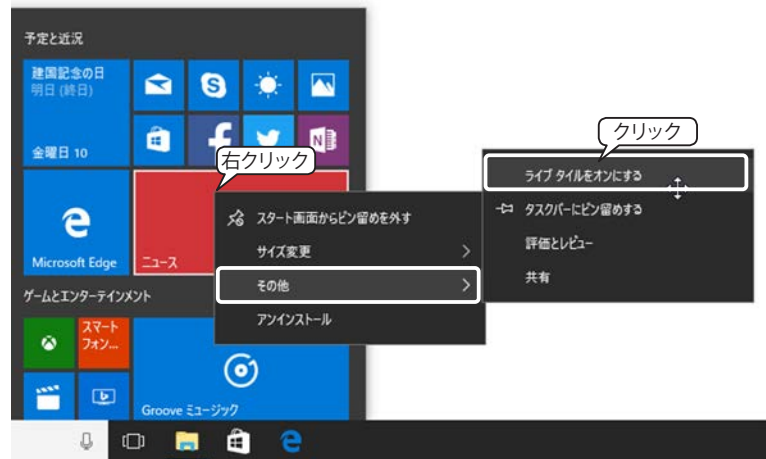 予定と近況
建国記念の日
明日 (終日)
金曜日 10
クリック
右クリック
ライブ タイルをオンにする
タスクバーにピン留めする
評価とレビュー
共有
スタート画面からピン留めを外す
サイズ変更
その他
アンインストール
Microsoft Edge
ニュース
ゲームとエンターテインメント
スマート
フォン...
Groove ミュージック